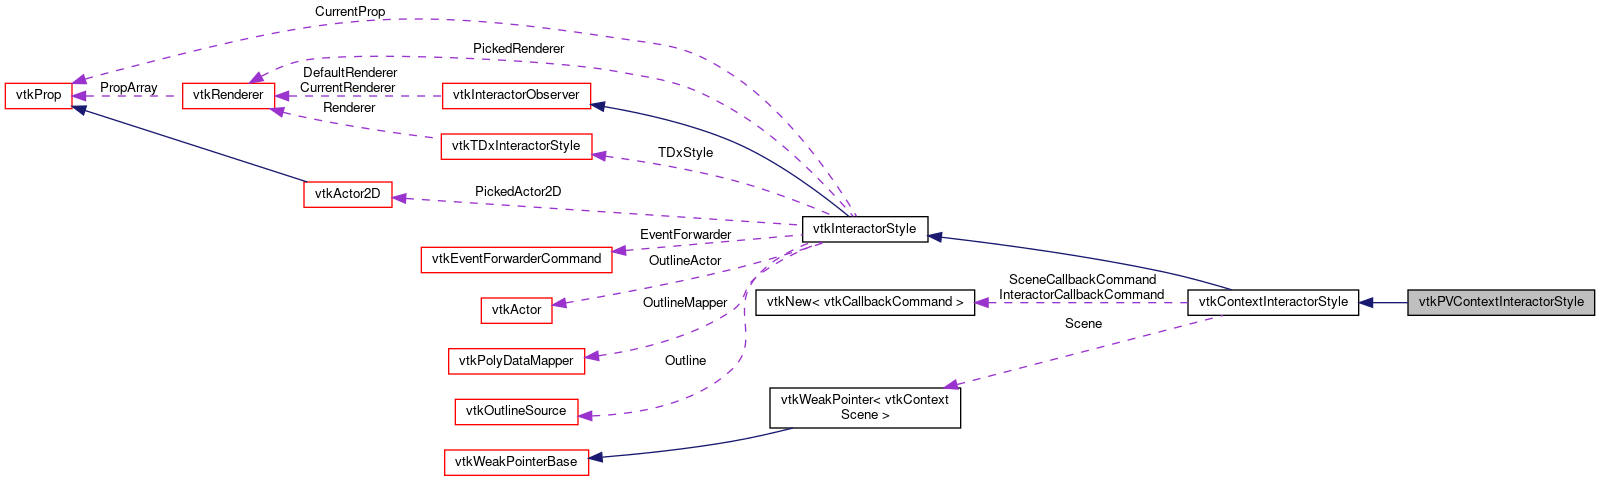 CurrentProp
PickedRenderer
DefaultRenderer
CurrentRenderer
vtkProp
PropArray
vtkRenderer
vtkInteractorObserver
Renderer
vtkTDxInteractorStyle
TDxStyle
vtkActor2D
PickedActor2D
vtkInteractorStyle
EventForwarder
vtkEventForwarderCommand
OutlineActor
SceneCallbackCommand
InteractorCallbackCommand
vtkActor
OutlineMapper
vtkNew< vtkCallbackCommand >
vtkContextInteractorStyle
vtkPVContextInteractorStyle
Scene
vtkPolyDataMapper
Outline
vtkWeakPointer< vtkContext
Scene >
vtkOutlineSource
vtkWeakPointerBase